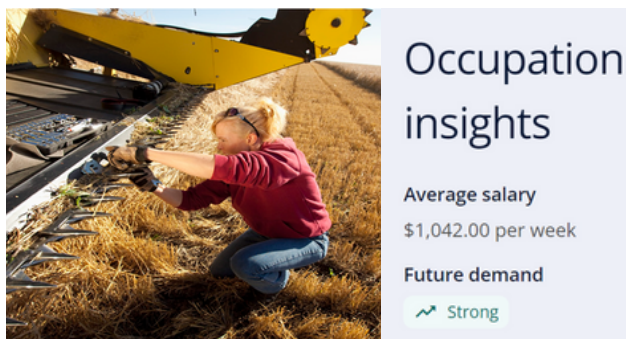 Occupation
insights
Average salary
$1,042.00 per week
Future demand
Strong